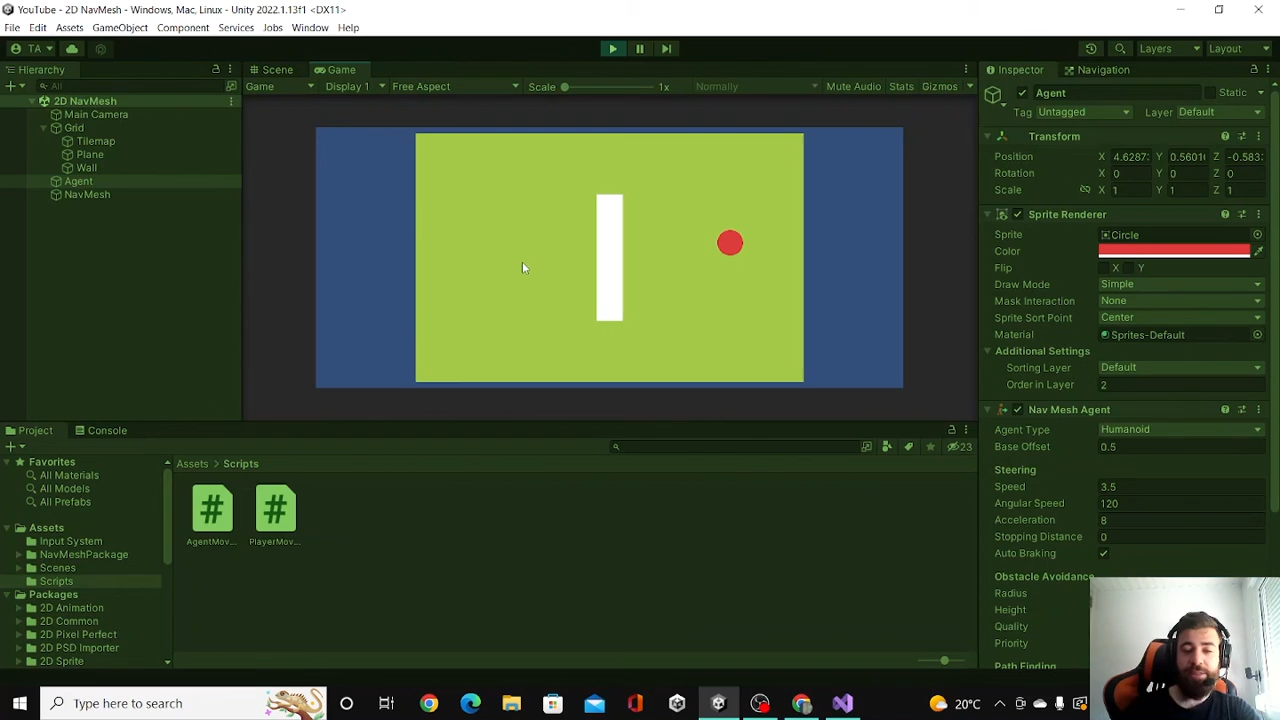 YouTube - 2D NavMesh - Windows, Mac, Linux - Unity 2022.1.13f1 <DX11>
File Edit Assets GameObject Component Services Jobs Window Help
TA Layers Layout
Hierarchy
All
2D NavMesh
Main Camera
Grid
Tilemap
Plane
Wall
Agent
NavMesh
Scene Game
Game Display 1 Free Aspect Scale 1x Normally Mute Audio Stats Gizmos
Inspector Navigation
Agent Static
Tag Untagged Layer Default
Transform
Position X 4.6287 Y 0.5601 Z -0.583
Rotation X 0 Y 0 Z 0
Scale X 1 Y 1 Z 1
Sprite Renderer
Sprite Circle
Color
Flip X Y
Draw Mode Simple
Mask Interaction None
Sprite Sort Point Center
Material Sprites-Default
Additional Settings
Sorting Layer Default
Order in Layer 2
Nav Mesh Agent
Agent Type Humanoid
Base Offset 0.5
Steering
Speed 3.5
Angular Speed 120
Acceleration 8
Stopping Distance 0
Auto Braking
Obstacle Avoidance
Radius
Height
Quality
Priority
Path Finding
Project Console
23
Favorites
All Materials
All Models
All Prefabs
Assets
Input System
NavMeshPackage
Scenes
Scripts
Packages
2D Animation
2D Common
2D Pixel Perfect
2D PSD Importer
2D Sprite
Assets > Scripts
# #
AgentMov... PlayerMov...
Type here to search
20°C